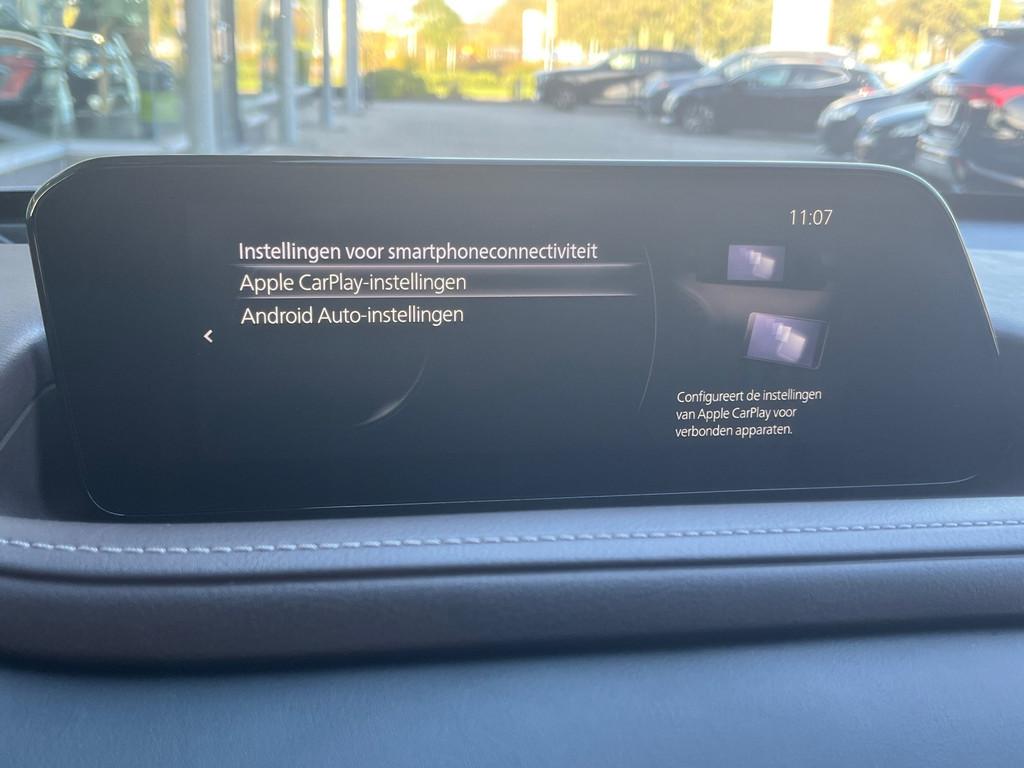 11:07
Instellingen voor smartphoneconnectiviteit
Apple CarPlay-instellingen
Android Auto-instellingen
Configureert de instellingen
van Apple CarPlay voor
verbonden apparaten.